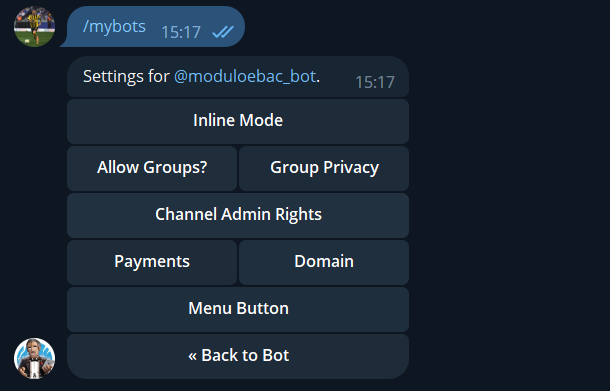 /mybots 15:17
Settings for @moduloebac_bot. 15:17
Inline Mode
Allow Groups? Group Privacy
Channel Admin Rights
Payments Domain
Menu Button
« Back to Bot